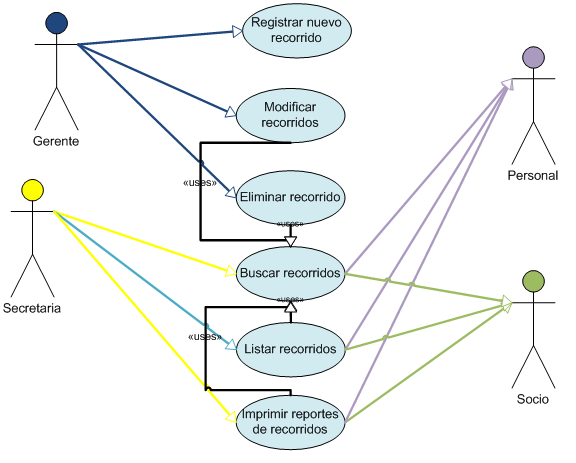 Registrar nuevo
recorrido
Gerente
Modificar
recorridos
Personal
«uses»
Eliminar recorrido
«uses»
Secretaria
Buscar recorridos
«uses»
«uses»
Listar recorridos
Socio
Imprimir reportes
de recorridos